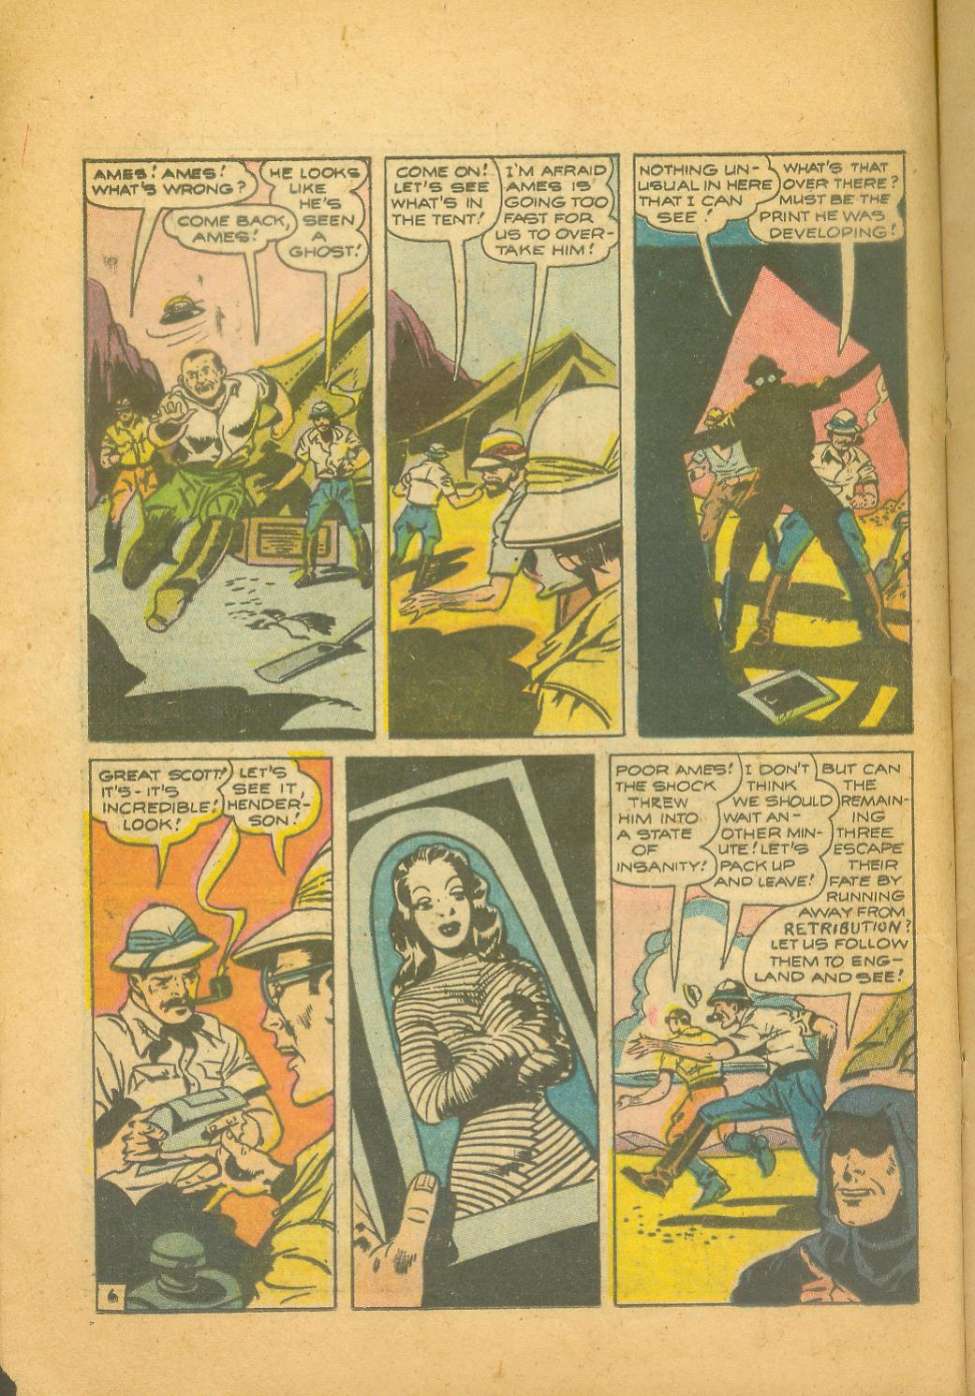 AMES! AMES!
WHAT'S WRONG?
COME BACK,
AMES!
HE LOOKS
LIKE
HE'S
SEEN
A
GHOST!
COME ON!
LET'S SEE
WHAT'S IN
THE TENT!
I'M AFRAID
AMES IS
GOING TOO
FAST FOR
US TO OVER-
TAKE HIM!
NOTHING UN-
USUAL IN HERE
THAT I CAN
SEE!
WHAT'S THAT
OVER THERE?
MUST BE THE
PRINT HE WAS
DEVELOPING!
GREAT SCOTT!
IT'S-IT'S
INCREDIBLE!
LOOK!
LET'S
SEE IT,
HENDER-
SON!
POOR AMES!
THE SHOCK
THREW
HIM INTO
A STATE
OF
INSANITY!
I DON'T
THINK
WE SHOULD
WAIT AN-
OTHER MIN-
UTE! LET'S
PACK UP
AND LEAVE!
BUT CAN
THE
REMAIN-
ING
THREE
ESCAPE
THEIR
FATE BY
RUNNING
AWAY FROM
RETRIBUTION?
LET US FOLLOW
THEM TO ENG-
LAND AND SEE!
6